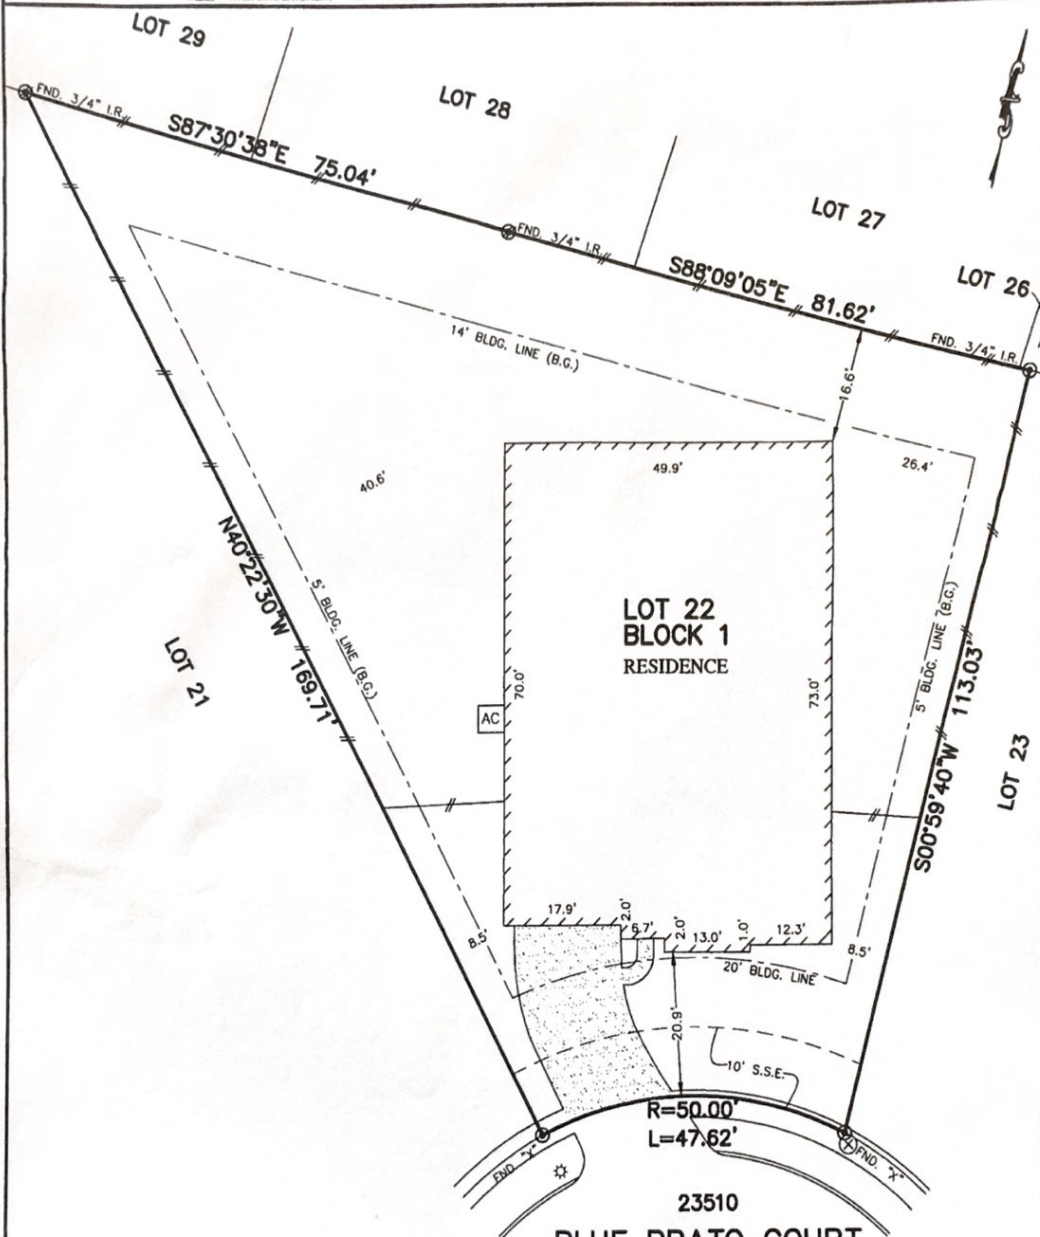 LOT 29
LOT 28
FND. 3/4" I.R.
S87°30'38"E 75.04'
LOT 27
FND. 3/4" I.R.
S88°09'05"E 81.62'
LOT 26
FND. 3/4" I.R.
14' BLDG. LINE (B.G.)
16.6'
49.9'
26.4'
40.6'
N40°22'30"W 169.71'
5' BLDG. LINE (B.G.)
LOT 22
BLOCK 1
RESIDENCE
5' BLDG. LINE (B.G.)
S00°59'40"W 113.03'
LOT 21
70.0'
73.0'
AC
LOT 23
17.9'
2.0'
6.7'
2.0'
13.0'
1.0'
12.3'
8.5'
8.5'
20' BLDG. LINE
20.9'
10' S.S.E.
R=50.00'
L=47.62'
FND. "X"
FND. "X"
23510
BLUE PRATO COURT